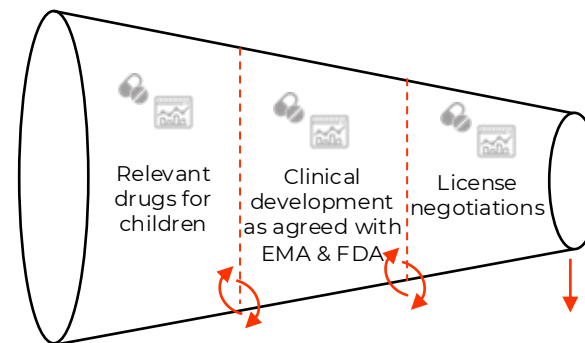 Relevant
drugs for
children
Clinical
development
as agreed with
EMA & FDA
License
negotiations